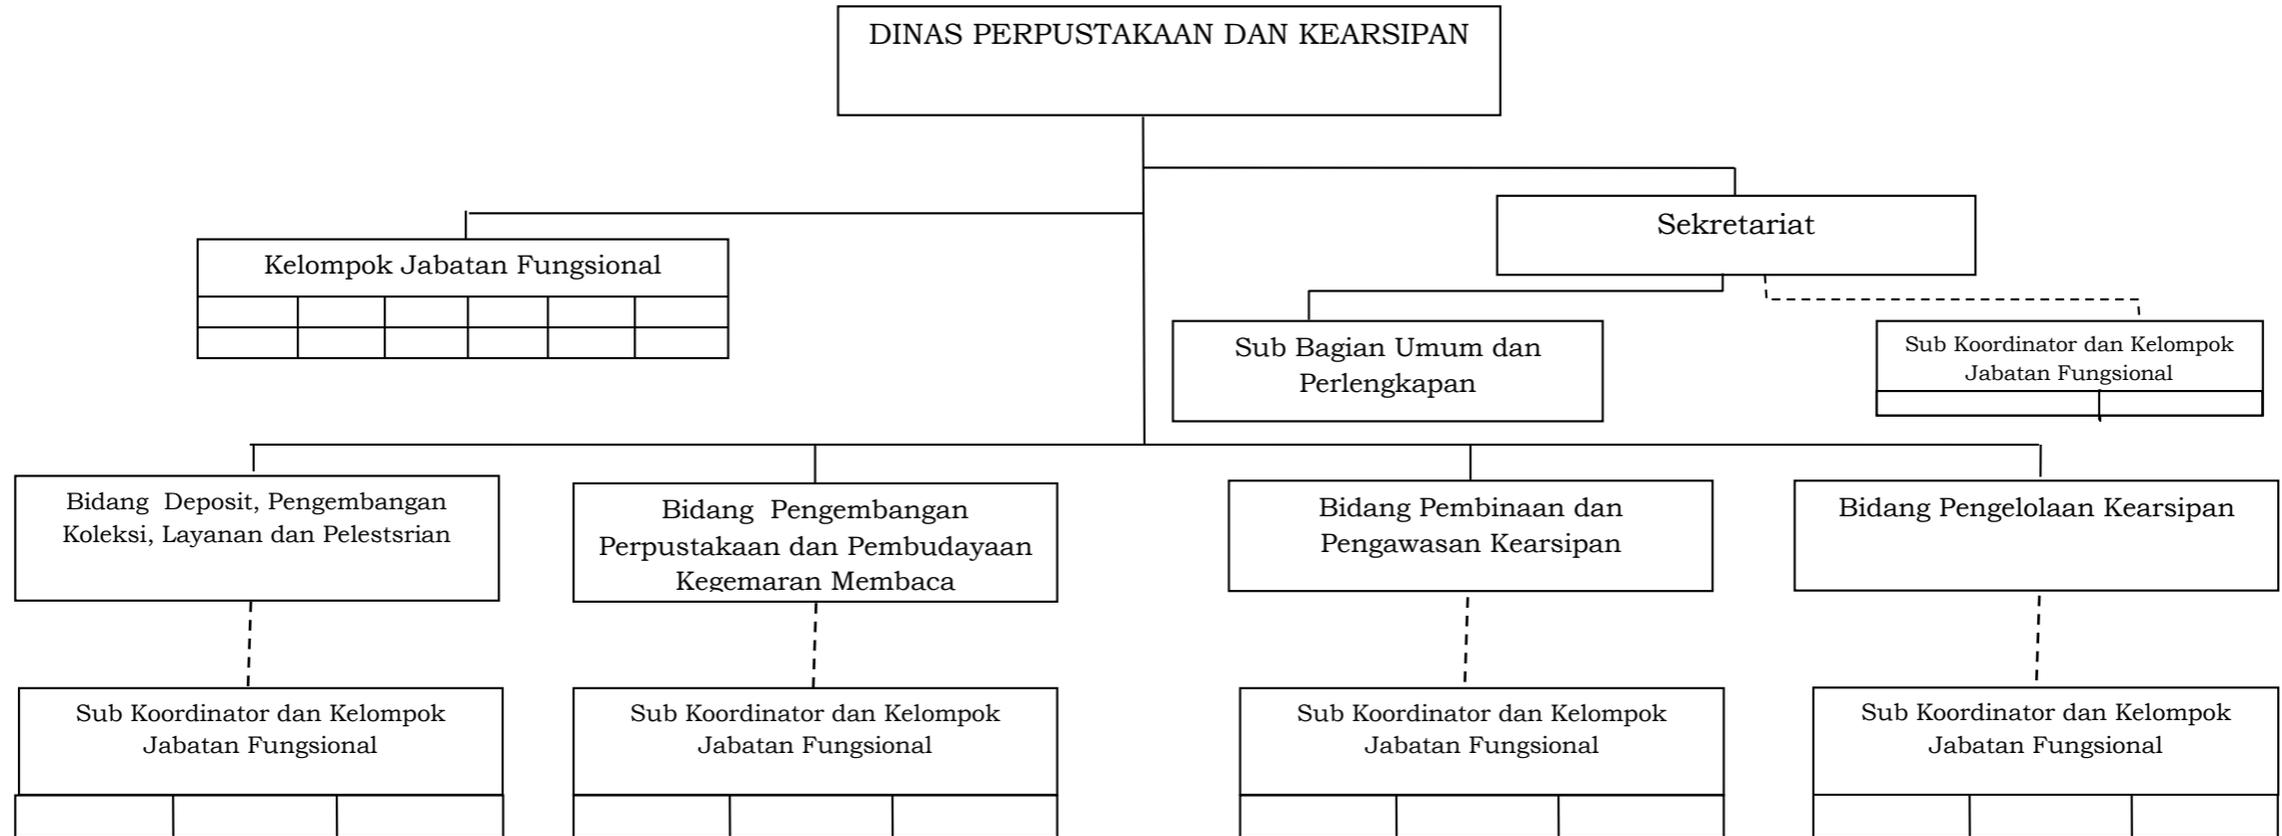 DINAS PERPUSTAKAAN DAN KEARSIPAN
Sekretariat
Kelompok Jabatan Fungsional
Sub Bagian Umum dan
Perlengkapan
Sub Koordinator dan Kelompok
Jabatan Fungsional
Bidang Deposit, Pengembangan
Koleksi, Layanan dan Pelestsrian
Bidang Pengembangan
Perpustakaan dan Pembudayaan
Kegemaran Membaca
Bidang Pembinaan dan
Pengawasan Kearsipan
Bidang Pengelolaan Kearsipan
Sub Koordinator dan Kelompok
Jabatan Fungsional
Sub Koordinator dan Kelompok
Jabatan Fungsional
Sub Koordinator dan Kelompok
Jabatan Fungsional
Sub Koordinator dan Kelompok
Jabatan Fungsional